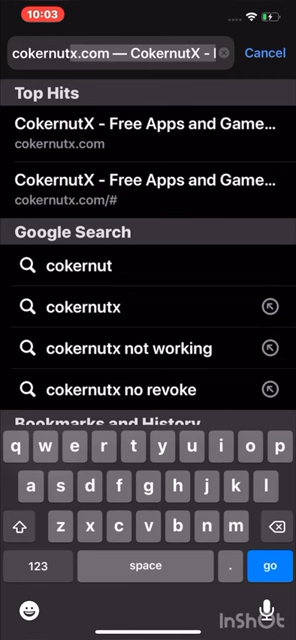 10:03
cokernutx.com — CokernutX - 
Cancel
Top Hits
CokernutX - Free Apps and Game...
cokernutx.com
CokernutX - Free Apps and Game...
cokernutx.com/#
Google Search
cokernut
cokernutx
cokernutx not working
cokernutx no revoke
Bookmarks and History
q w e r t y u i o p
a s d f g h j k l
z x c v b n m
123 space . go
InShOt